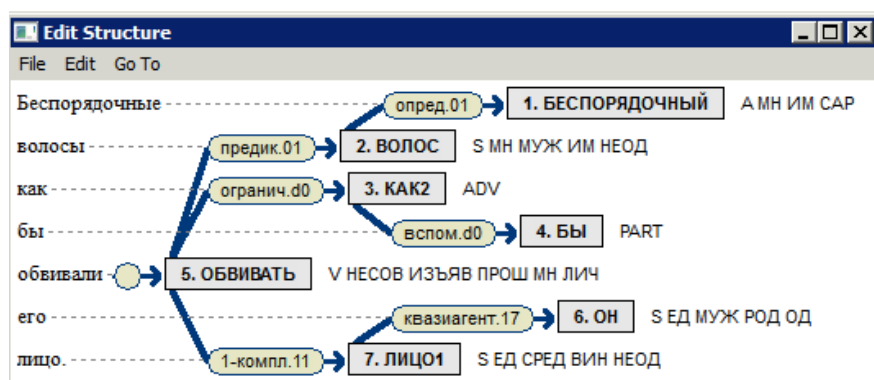 Edit Structure
File Edit Go To
Беспорядочные опред.01 1. БЕСПОРЯДОЧНЫЙ A МН ИМ CAP
волосы предик.01 2. ВОЛОС S МН МУЖ ИМ НЕОД
как огранич.d0 3. КАК2 ADV
бы вспом.d0 4. БЫ PART
обвивали 5. ОБВИВАТЬ V НЕСОВ ИЗЪЯВ ПРОШ МН ЛИЧ
его квазиагент.17 6. ОН S ЕД МУЖ РОД ОД
лицо. 1-компл.11 7. ЛИЦО1 S ЕД СРЕД ВИН НЕОД